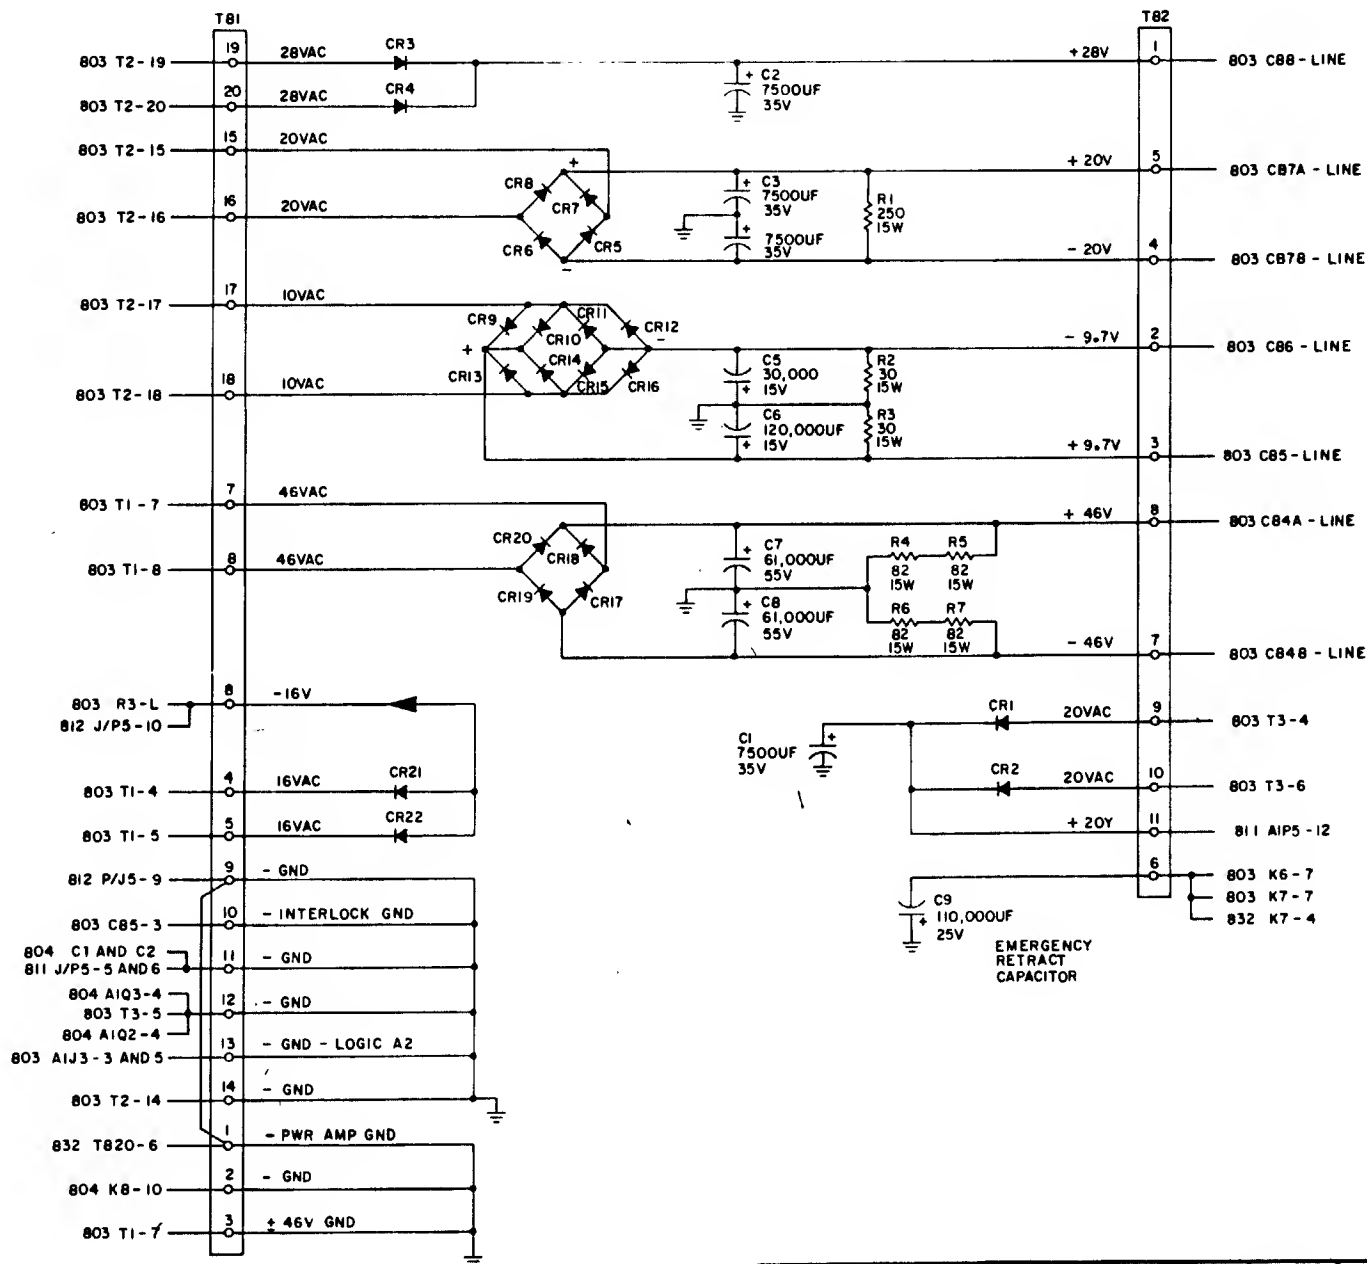 T81
T82
803 T2-19
19
28VAC
CR3
+28V
1
803 C88-LINE
803 T2-20
20
28VAC
CR4
+ C2
7500UF
35V
803 T2-15
15
20VAC
803 T2-16
16
20VAC
+
CR8
CR7
CR6
CR5
-
+ C3
7500UF
35V
+
7500UF
35V
R1
250
15W
+ 20V
5
803 CB7A-LINE
- 20V
4
803 CB78-LINE
803 T2-17
17
10VAC
803 T2-18
18
10VAC
CR9
CR11
CR12
CR10
+
-
CR14
CR13
CR15
CR16
C5
30,000
+ 15V
C6
120,000UF
+ 15V
R2
30
15W
R3
30
15W
- 9.7V
2
803 C86-LINE
+9.7V
3
803 C85-LINE
803 T1-7
7
46VAC
803 T1-8
8
46VAC
CR20
CR18
CR19
CR17
+ C7
61,000UF
55V
+ C8
61,000UF
55V
R4
82
15W
R5
82
15W
R6
82
15W
R7
82
15W
+ 46V
8
803 C84A-LINE
- 46V
7
803 C848-LINE
803 R3-L
812 J/P5-10
8
-16V
803 T1-4
4
16VAC
CR21
803 T1-5
5
16VAC
CR22
C1
7500UF
35V
+
CR1
20VAC
9
803 T3-4
CR2
20VAC
10
803 T3-6
+ 20Y
11
811 A1P5-12
812 P/J5-9
9
- GND
803 C85-3
10
- INTERLOCK GND
804 C1 AND C2
811 J/P5-5 AND 6
11
- GND
804 A1Q3-4
803 T3-5
804 A1Q2-4
12
- GND
803 A1J3-3 AND 5
13
- GND - LOGIC A2
803 T2-14
14
- GND
832 T820-6
1
- PWR AMP GND
804 K8-10
2
- GND
803 T1-7
3
± 46V GND
C9
+ 110,000UF
25V
EMERGENCY
RETRACT
CAPACITOR
6
803 K6-7
803 K7-7
832 K7-4